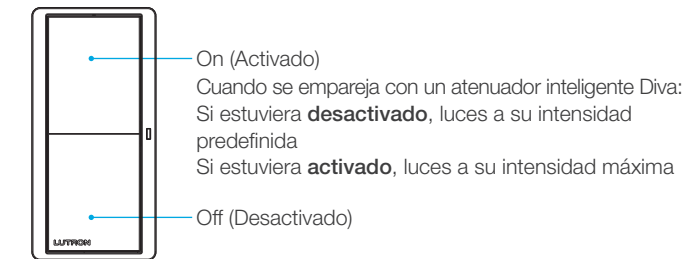 On (Activado)
Cuando se empareja con un atenuador inteligente Diva:
Si estuviera desactivado, luces a su intensidad
predefinida
Si estuviera activado, luces a su intensidad máxima
Off (Desactivado)
LUTRON